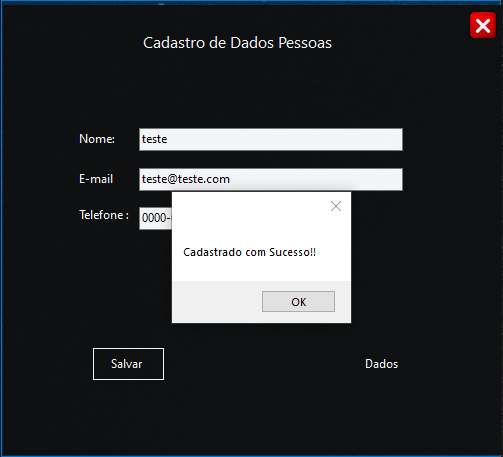 Cadastro de Dados Pessoas
Nome: teste
E-mail teste@teste.com
Telefone : 0000-
Cadastrado com Sucesso!!
OK
Salvar Dados